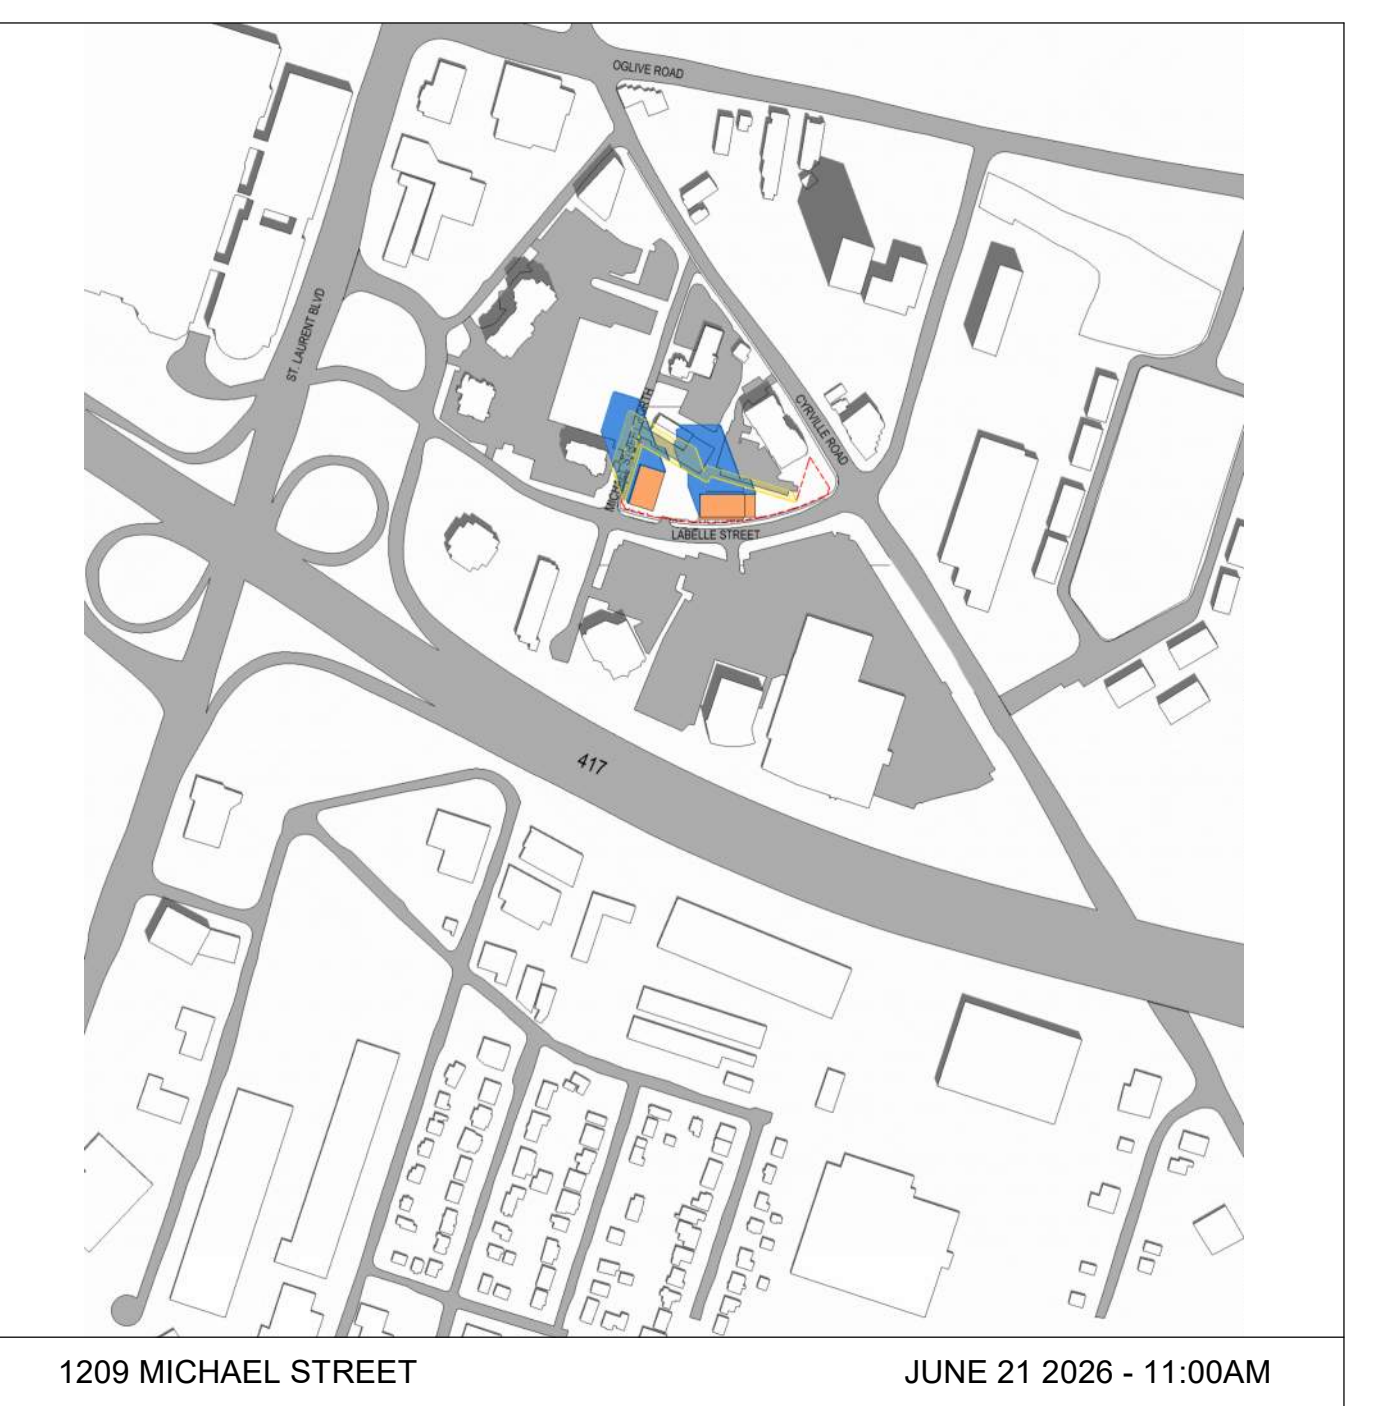 OGLIVE ROAD
ST. LAURENT BLVD
CYRVILLE ROAD
LABELLE STREET
417
1209 MICHAEL STREET
JUNE 21 2026 - 11:00AM